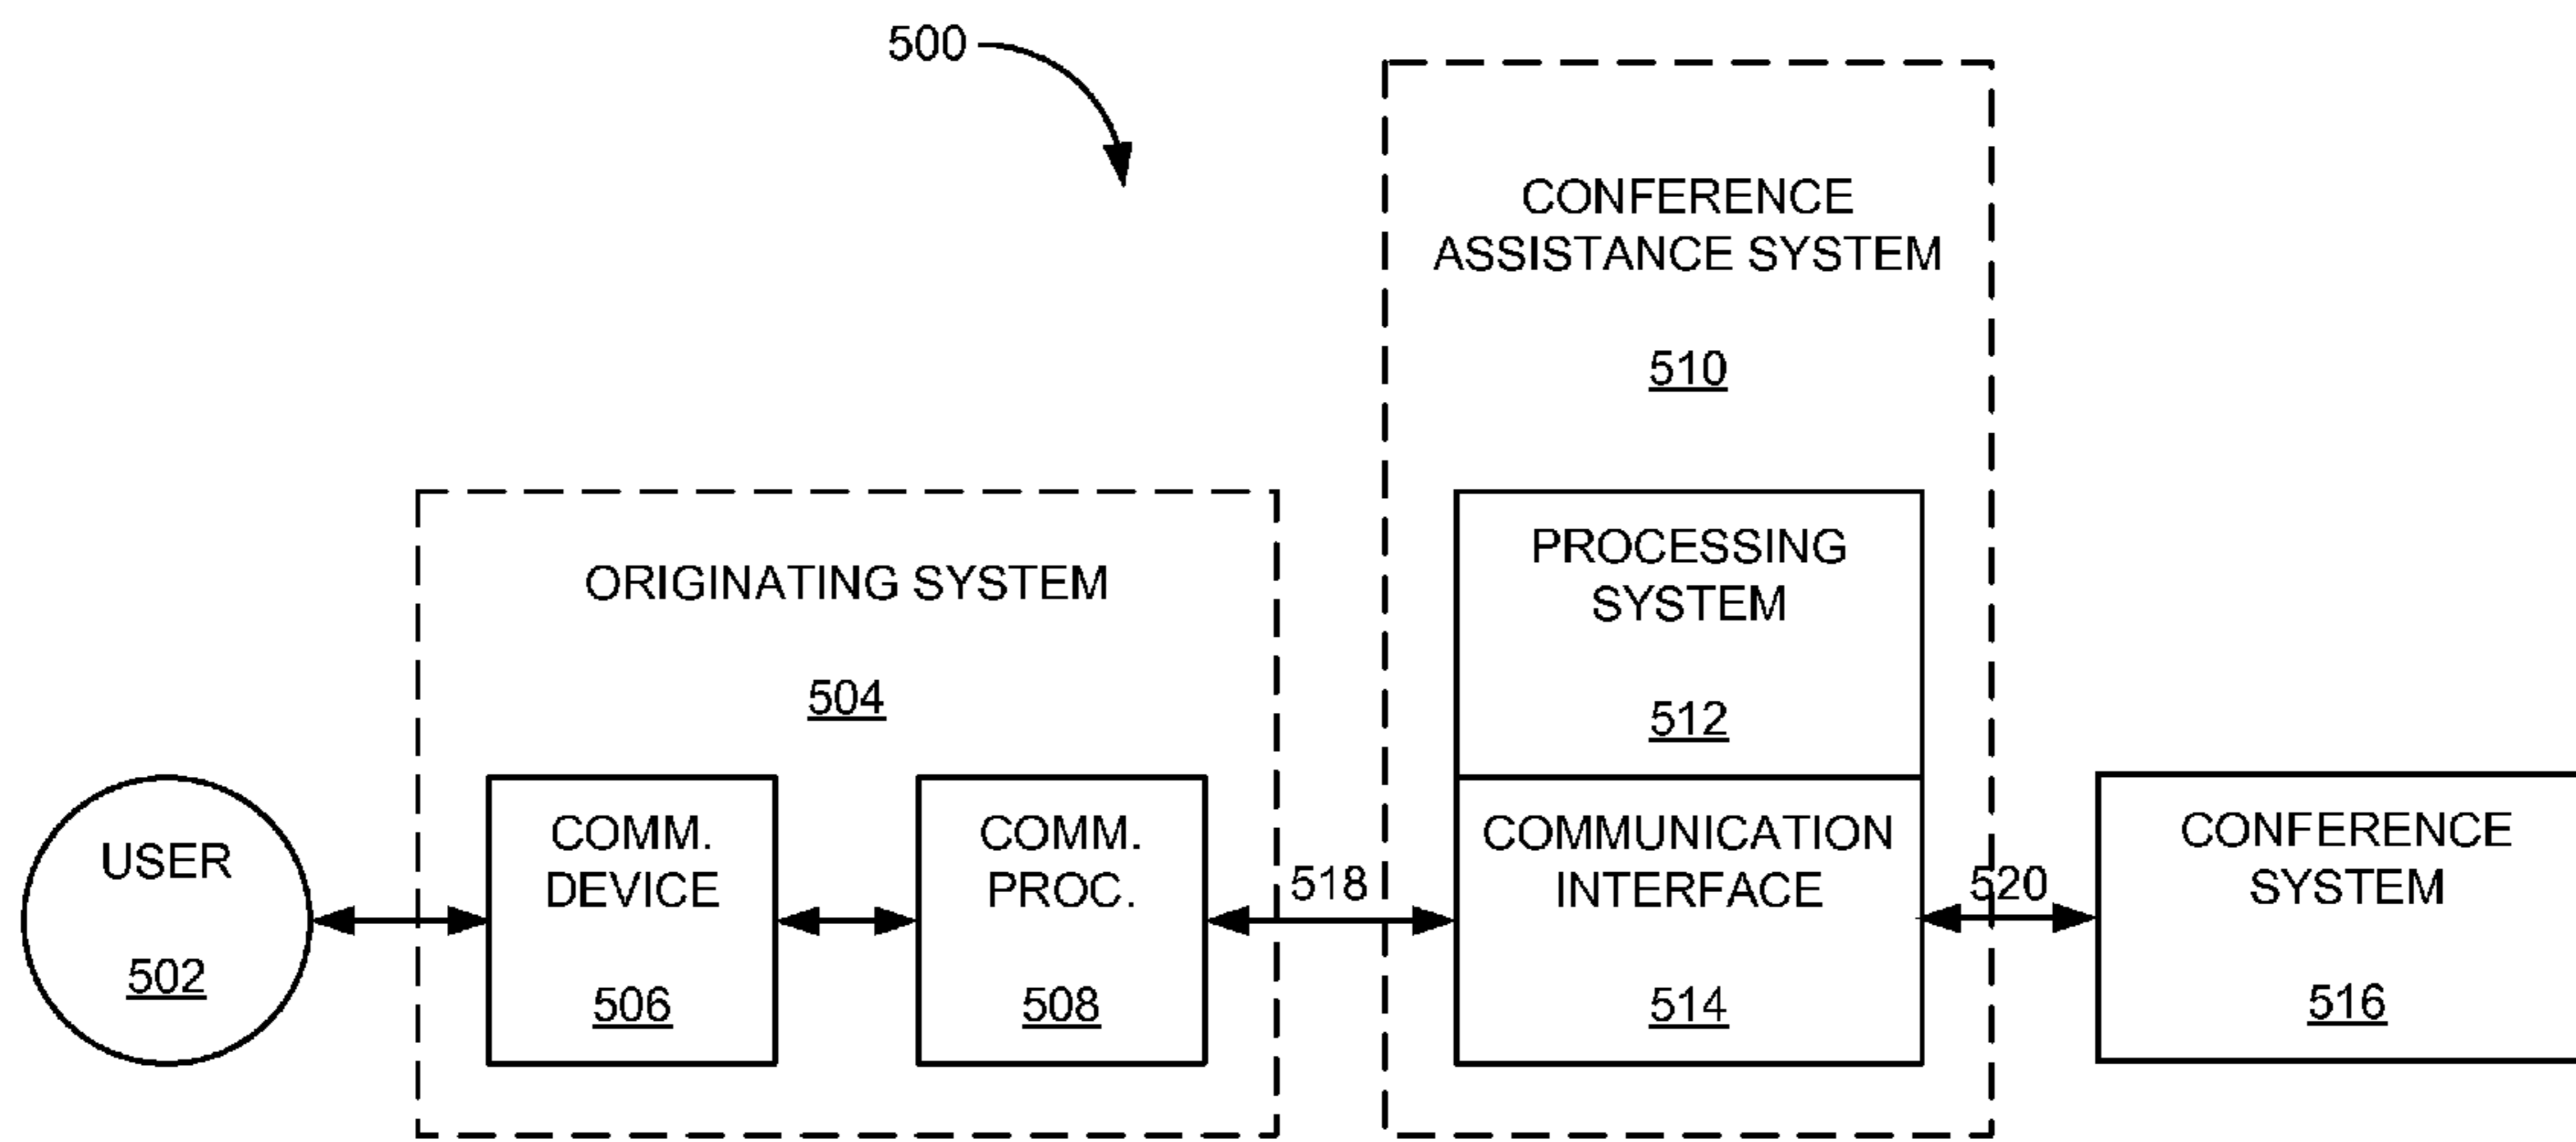 500
CONFERENCE
ASSISTANCE SYSTEM
510
ORIGINATING SYSTEM
504
PROCESSING
SYSTEM
512
USER
502
COMM.
DEVICE
506
COMM.
PROC.
508
518
COMMUNICATION
INTERFACE
514
520
CONFERENCE
SYSTEM
516